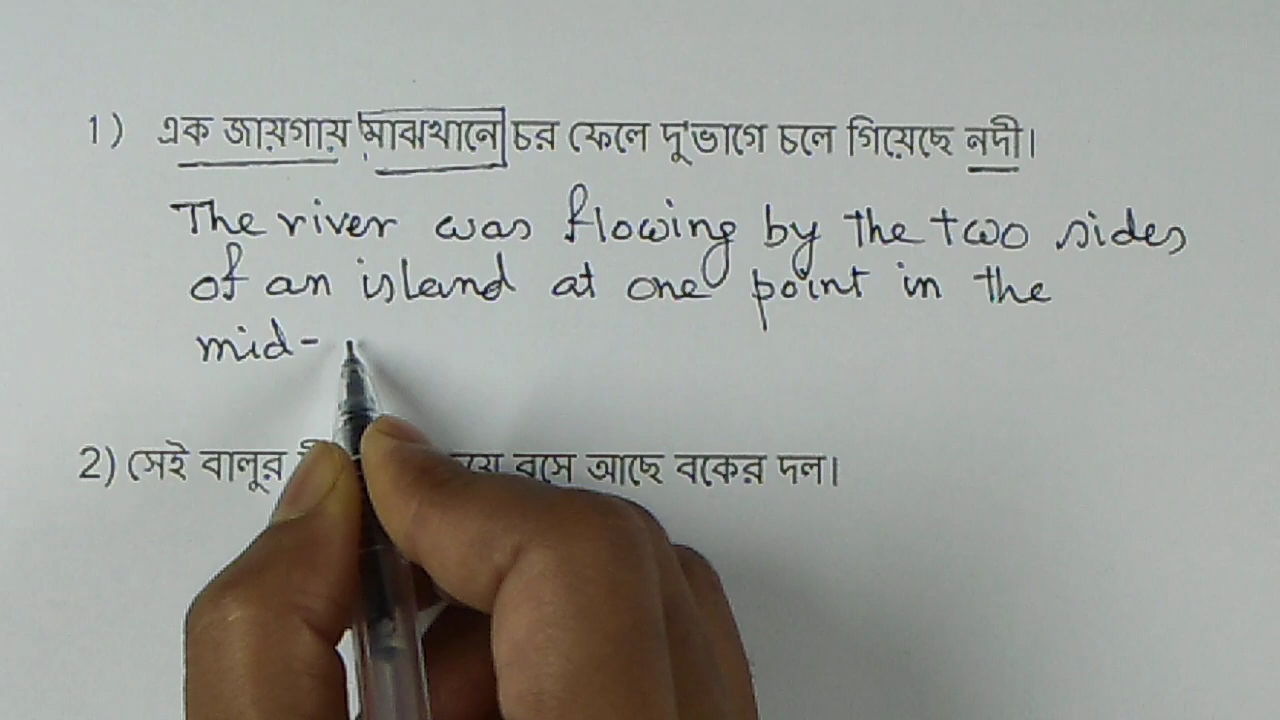 1) এক জায়গায় মাঝখানে চর ফেলে দু'ভাগে চলে গিয়েছে নদী।
The river was flowing by the two sides
of an island at one point in the
mid-
2) সেই বালুর বসে আছে বকের দল।